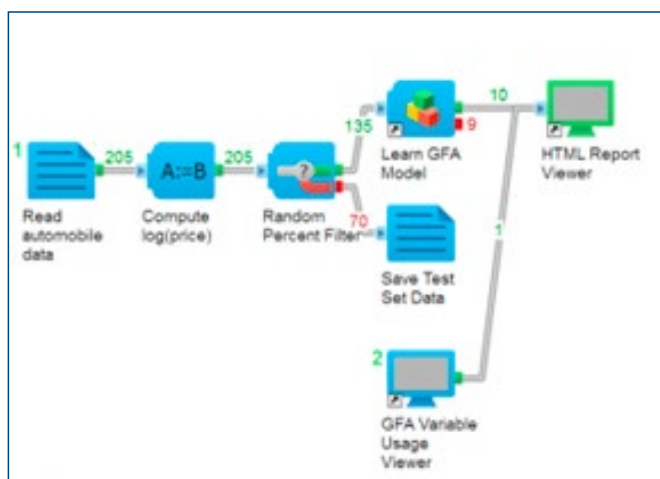 1
205
A:=B
205
?
135
10
9
Read
automobile
data
Compute
log(price)
Random
Percent Filter
Learn GFA
Model
HTML Report
Viewer
70
Save Test
Set Data
1
2
GFA Variable
Usage
Viewer